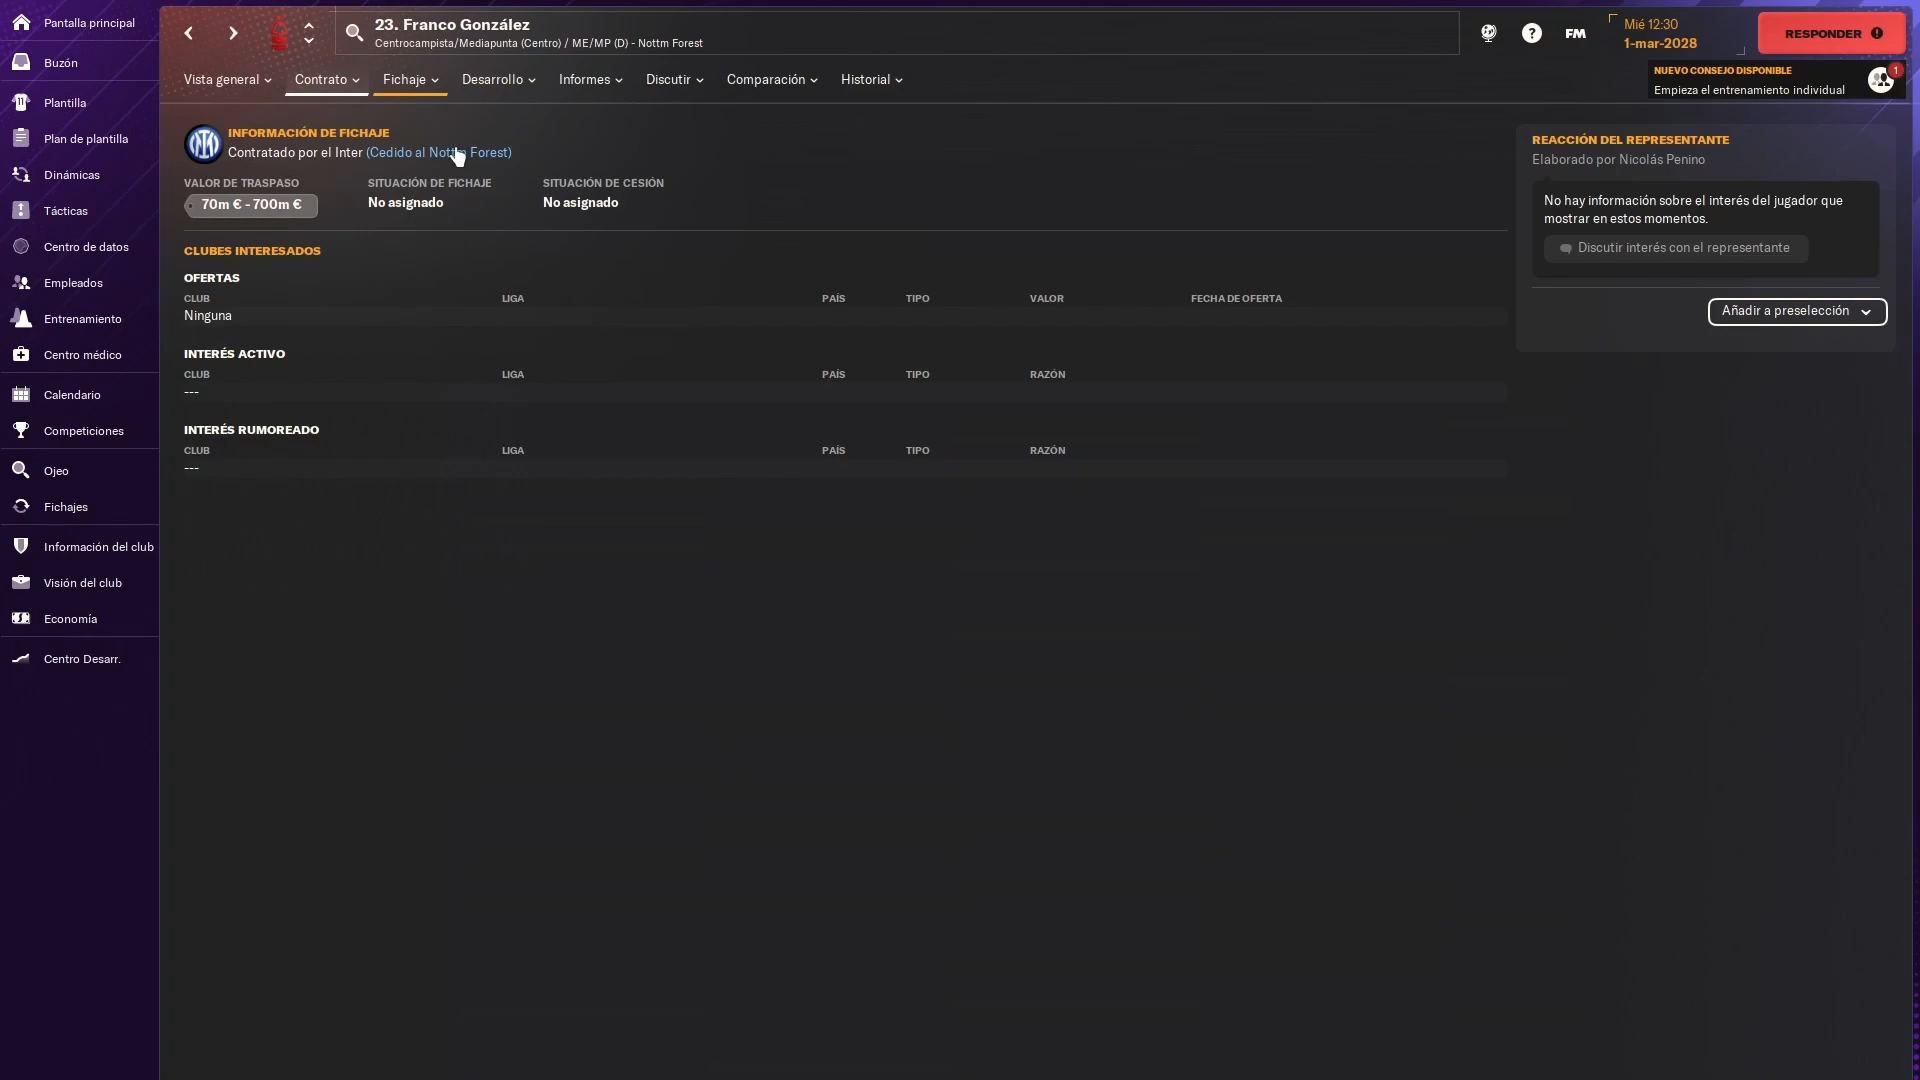 Pantalla principal
Buzón
Plantilla
Plan de plantilla
Dinámicas
Tácticas
Centro de datos
Empleados
Entrenamiento
Centro médico
Calendario
Competiciones
Ojeo
Fichajes
Información del club
Visión del club
Economía
Centro Desarr.
23. Franco González
Centrocampista/Mediapunta (Centro) / ME/MP (D) - Nottm Forest
FM
Mié 12:30
1-mar-2028
RESPONDER
Vista general
Contrato
Fichaje
Desarrollo
Informes
Discutir
Comparación
Historial
NUEVO CONSEJO DISPONIBLE
Empieza el entrenamiento individual
1
INFORMACIÓN DE FICHAJE
Contratado por el Inter (Cedido al Nottm Forest)
VALOR DE TRASPASO SITUACIÓN DE FICHAJE SITUACIÓN DE CESIÓN
70m € - 700m € No asignado No asignado
CLUBES INTERESADOS
OFERTAS
CLUB LIGA PAÍS TIPO VALOR FECHA DE OFERTA
Ninguna
INTERÉS ACTIVO
CLUB LIGA PAÍS TIPO RAZÓN
---
INTERÉS RUMOREADO
CLUB LIGA PAÍS TIPO RAZÓN
---
REACCIÓN DEL REPRESENTANTE
Elaborado por Nicolás Penino
No hay información sobre el interés del jugador que
mostrar en estos momentos.
Discutir interés con el representante
Añadir a preselección